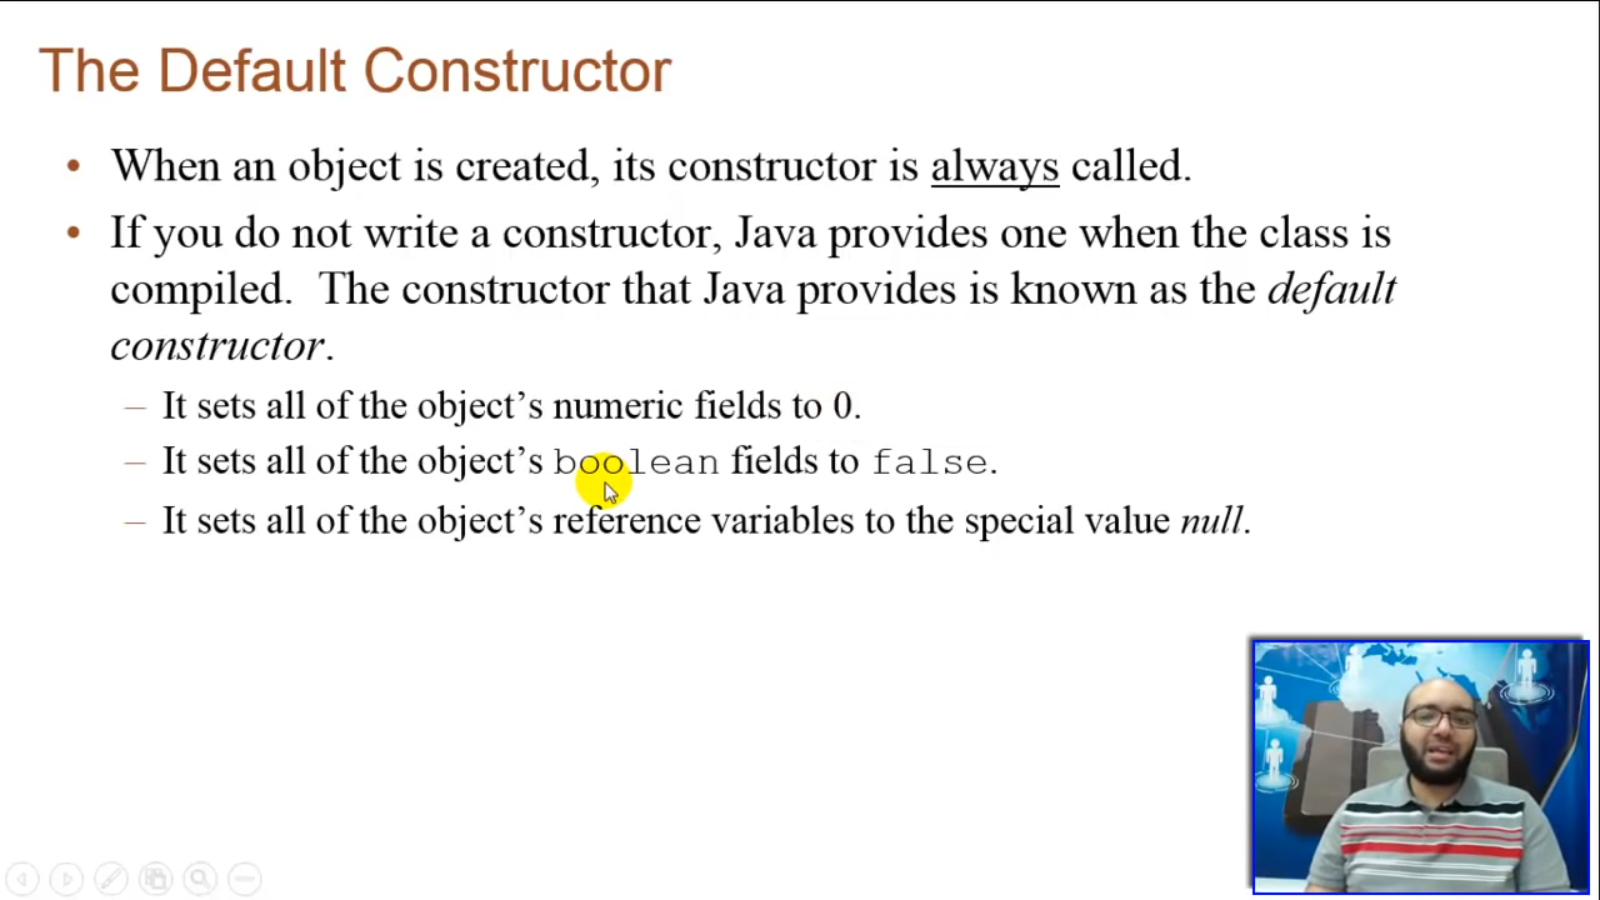 The Default Constructor
• When an object is created, its constructor is always called.
• If you do not write a constructor, Java provides one when the class is
compiled.  The constructor that Java provides is known as the default
constructor.
– It sets all of the object’s numeric fields to 0.
– It sets all of the object’s boolean fields to false.
– It sets all of the object’s reference variables to the special value null.